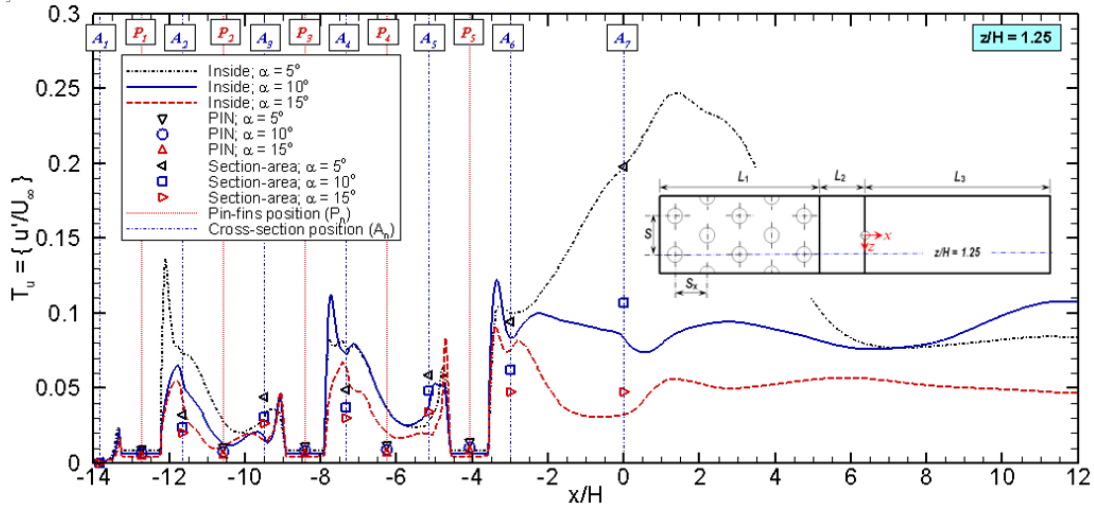 A1 P1 A2 P2 A3 P3 A4 P4 A5 P5 A6 A7
z/H = 1.25
Inside; α = 5°
Inside; α = 10°
Inside; α = 15°
PIN; α = 5°
PIN; α = 10°
PIN; α = 15°
Section-area; α = 5°
Section-area; α = 10°
Section-area; α = 15°
Pin-fins position (Pn)
Cross-section position (An)
Tu = { u'/U∞ }
0.3
0.25
0.2
0.15
0.1
0.05
0
L1 L2 L3
S
x
z
z/H = 1.25
Sx
-14 -12 -10 -8 -6 -4 -2 0 2 4 6 8 10 12
x/H